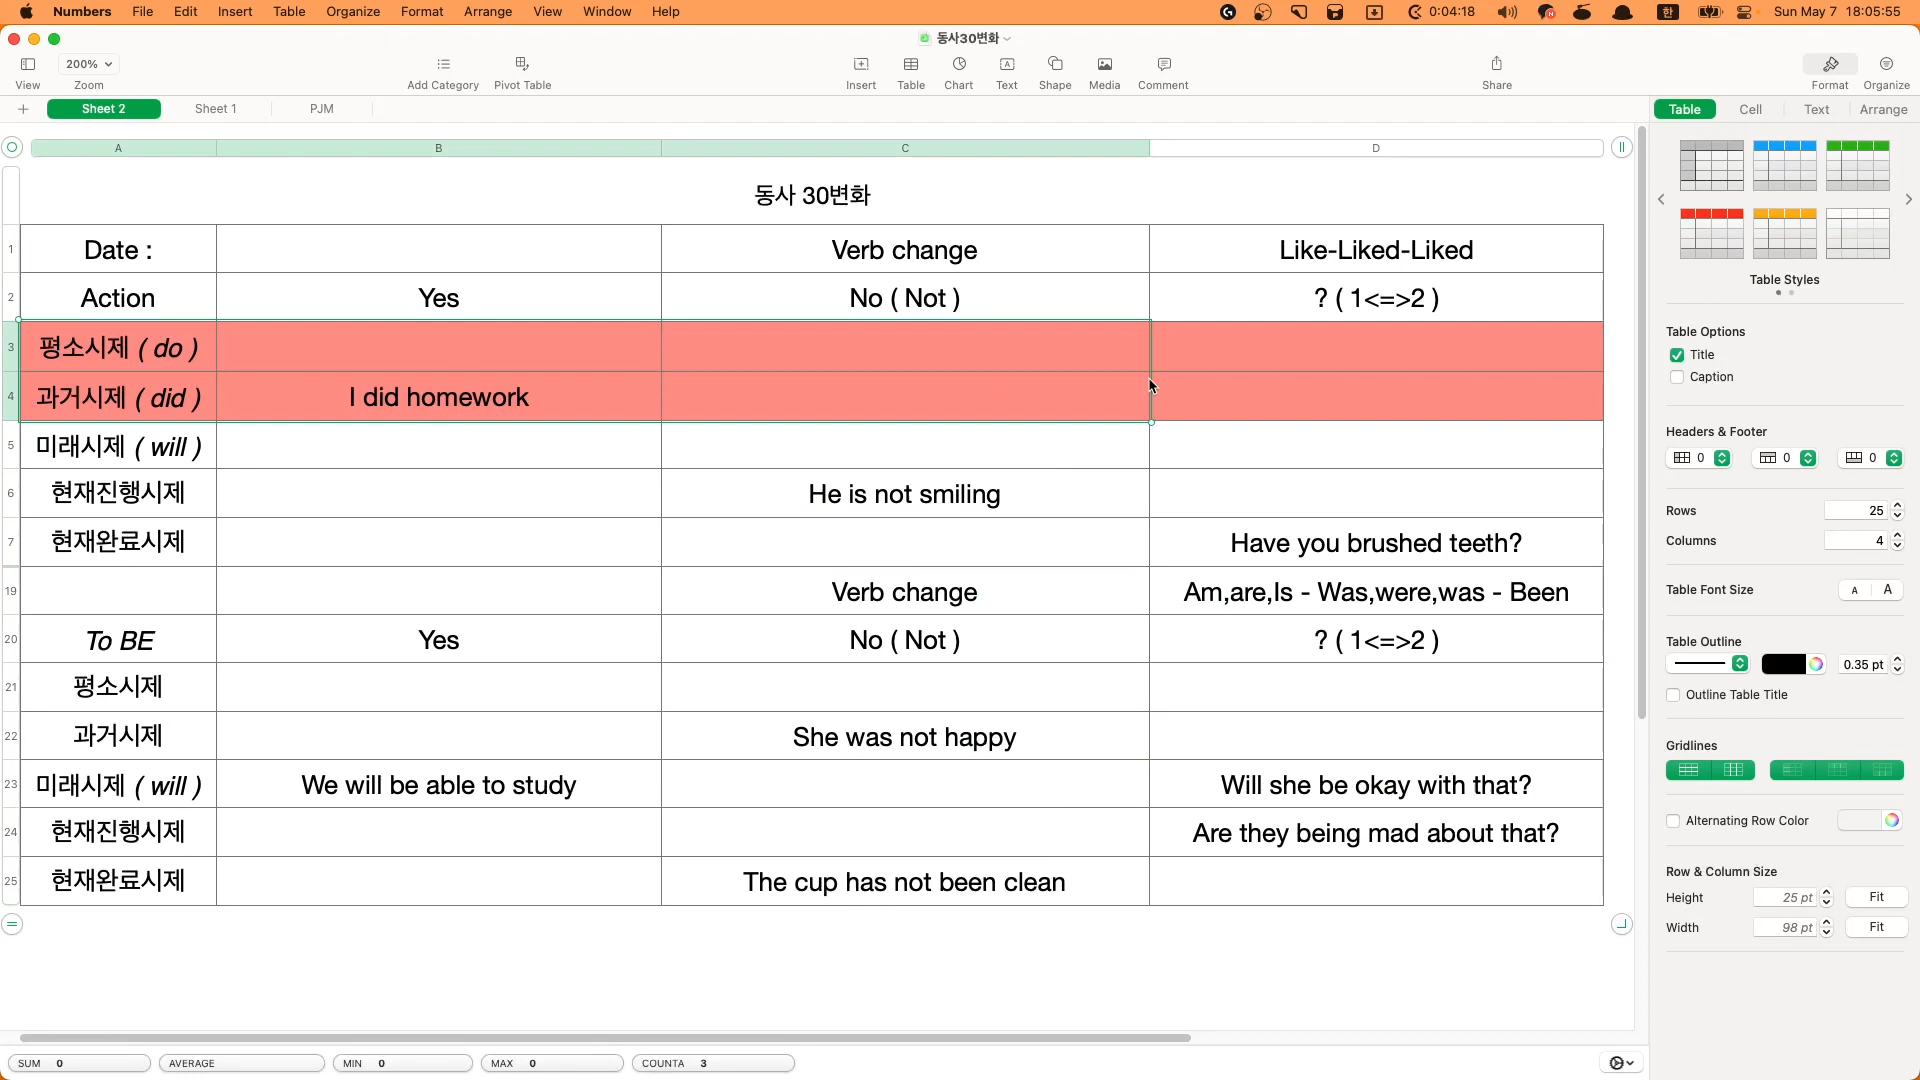 Numbers File Edit Insert Table Organize Format Arrange View Window Help 0:04:18 한 Sun May 7 18:05:55
동사30변화
200%
View Zoom Add Category Pivot Table Insert Table Chart Text Shape Media Comment Share Format Organize
Sheet 2 Sheet 1 PJM Table Cell Text Arrange
A B C D
동사 30변화
1 Date : Verb change Like-Liked-Liked
2 Action Yes No ( Not ) ? ( 1<=>2 )
3 평소시제 ( do )
4 과거시제 ( did ) I did homework
5 미래시제 ( will )
6 현재진행시제 He is not smiling
7 현재완료시제 Have you brushed teeth?
19 Verb change Am,are,Is - Was,were,was - Been
20 To BE Yes No ( Not ) ? ( 1<=>2 )
21 평소시제
22 과거시제 She was not happy
23 미래시제 ( will ) We will be able to study Will she be okay with that?
24 현재진행시제 Are they being mad about that?
25 현재완료시제 The cup has not been clean
Table Styles
Table Options
Title
Caption
Headers & Footer
0 0 0
Rows 25
Columns 4
Table Font Size A A
Table Outline
0.35 pt
Outline Table Title
Gridlines
Alternating Row Color
Row & Column Size
Height 25 pt Fit
Width 98 pt Fit
SUM 0 AVERAGE MIN 0 MAX 0 COUNTA 3